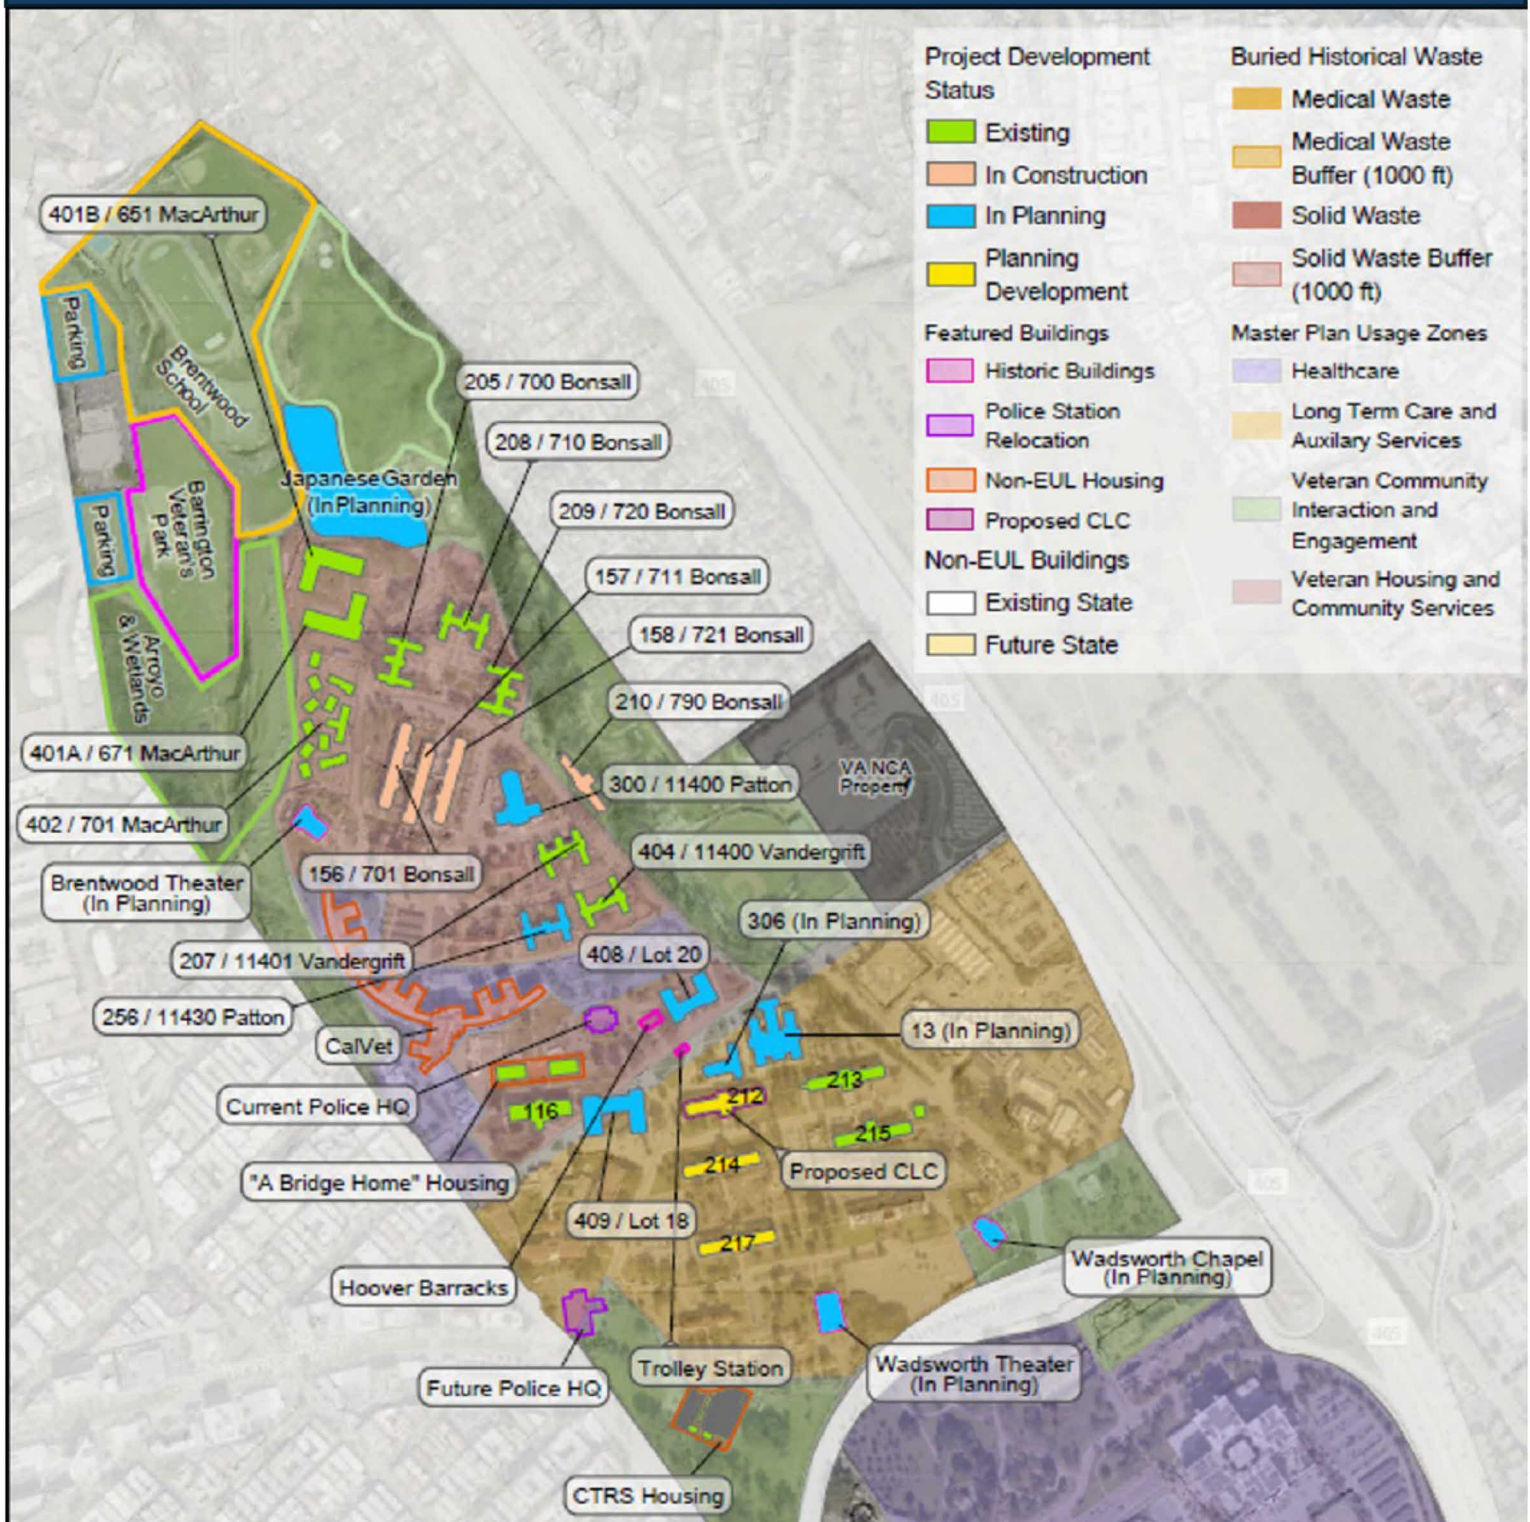 Project Development
Status
Existing
In Construction
In Planning
Planning
Development
Featured Buildings
Historic Buildings
Police Station
Relocation
Non-EUL Housing
Proposed CLC
Non-EUL Buildings
Existing State
Future State
Buried Historical Waste
Medical Waste
Medical Waste
Buffer (1000 ft)
Solid Waste
Solid Waste Buffer
(1000 ft)
Master Plan Usage Zones
Healthcare
Long Term Care and
Auxilary Services
Veteran Community
Interaction and
Engagement
Veteran Housing and
Community Services
401B / 651 MacArthur
Parking
Brentwood
School
205 / 700 Bonsall
405
208 / 710 Bonsall
Japanese Garden
(In Planning)
Barrington
Veteran's
Park
Parking
209 / 720 Bonsall
157 / 711 Bonsall
158 / 721 Bonsall
Arroyo
& Wetlands
210 / 790 Bonsall
405
401A / 671 MacArthur
VA NCA
Property
300 / 11400 Patton
402 / 701 MacArthur
404 / 11400 Vandergrift
156 / 701 Bonsall
Brentwood Theater
(In Planning)
306 (In Planning)
207 / 11401 Vandergrift
408 / Lot 20
256 / 11430 Patton
13 (In Planning)
CalVet
213
212
Current Police HQ
116
215
214
Proposed CLC
"A Bridge Home" Housing
405
409 / Lot 18
217
Wadsworth Chapel
(In Planning)
Hoover Barracks
405
Trolley Station
Wadsworth Theater
(In Planning)
Future Police HQ
CTRS Housing